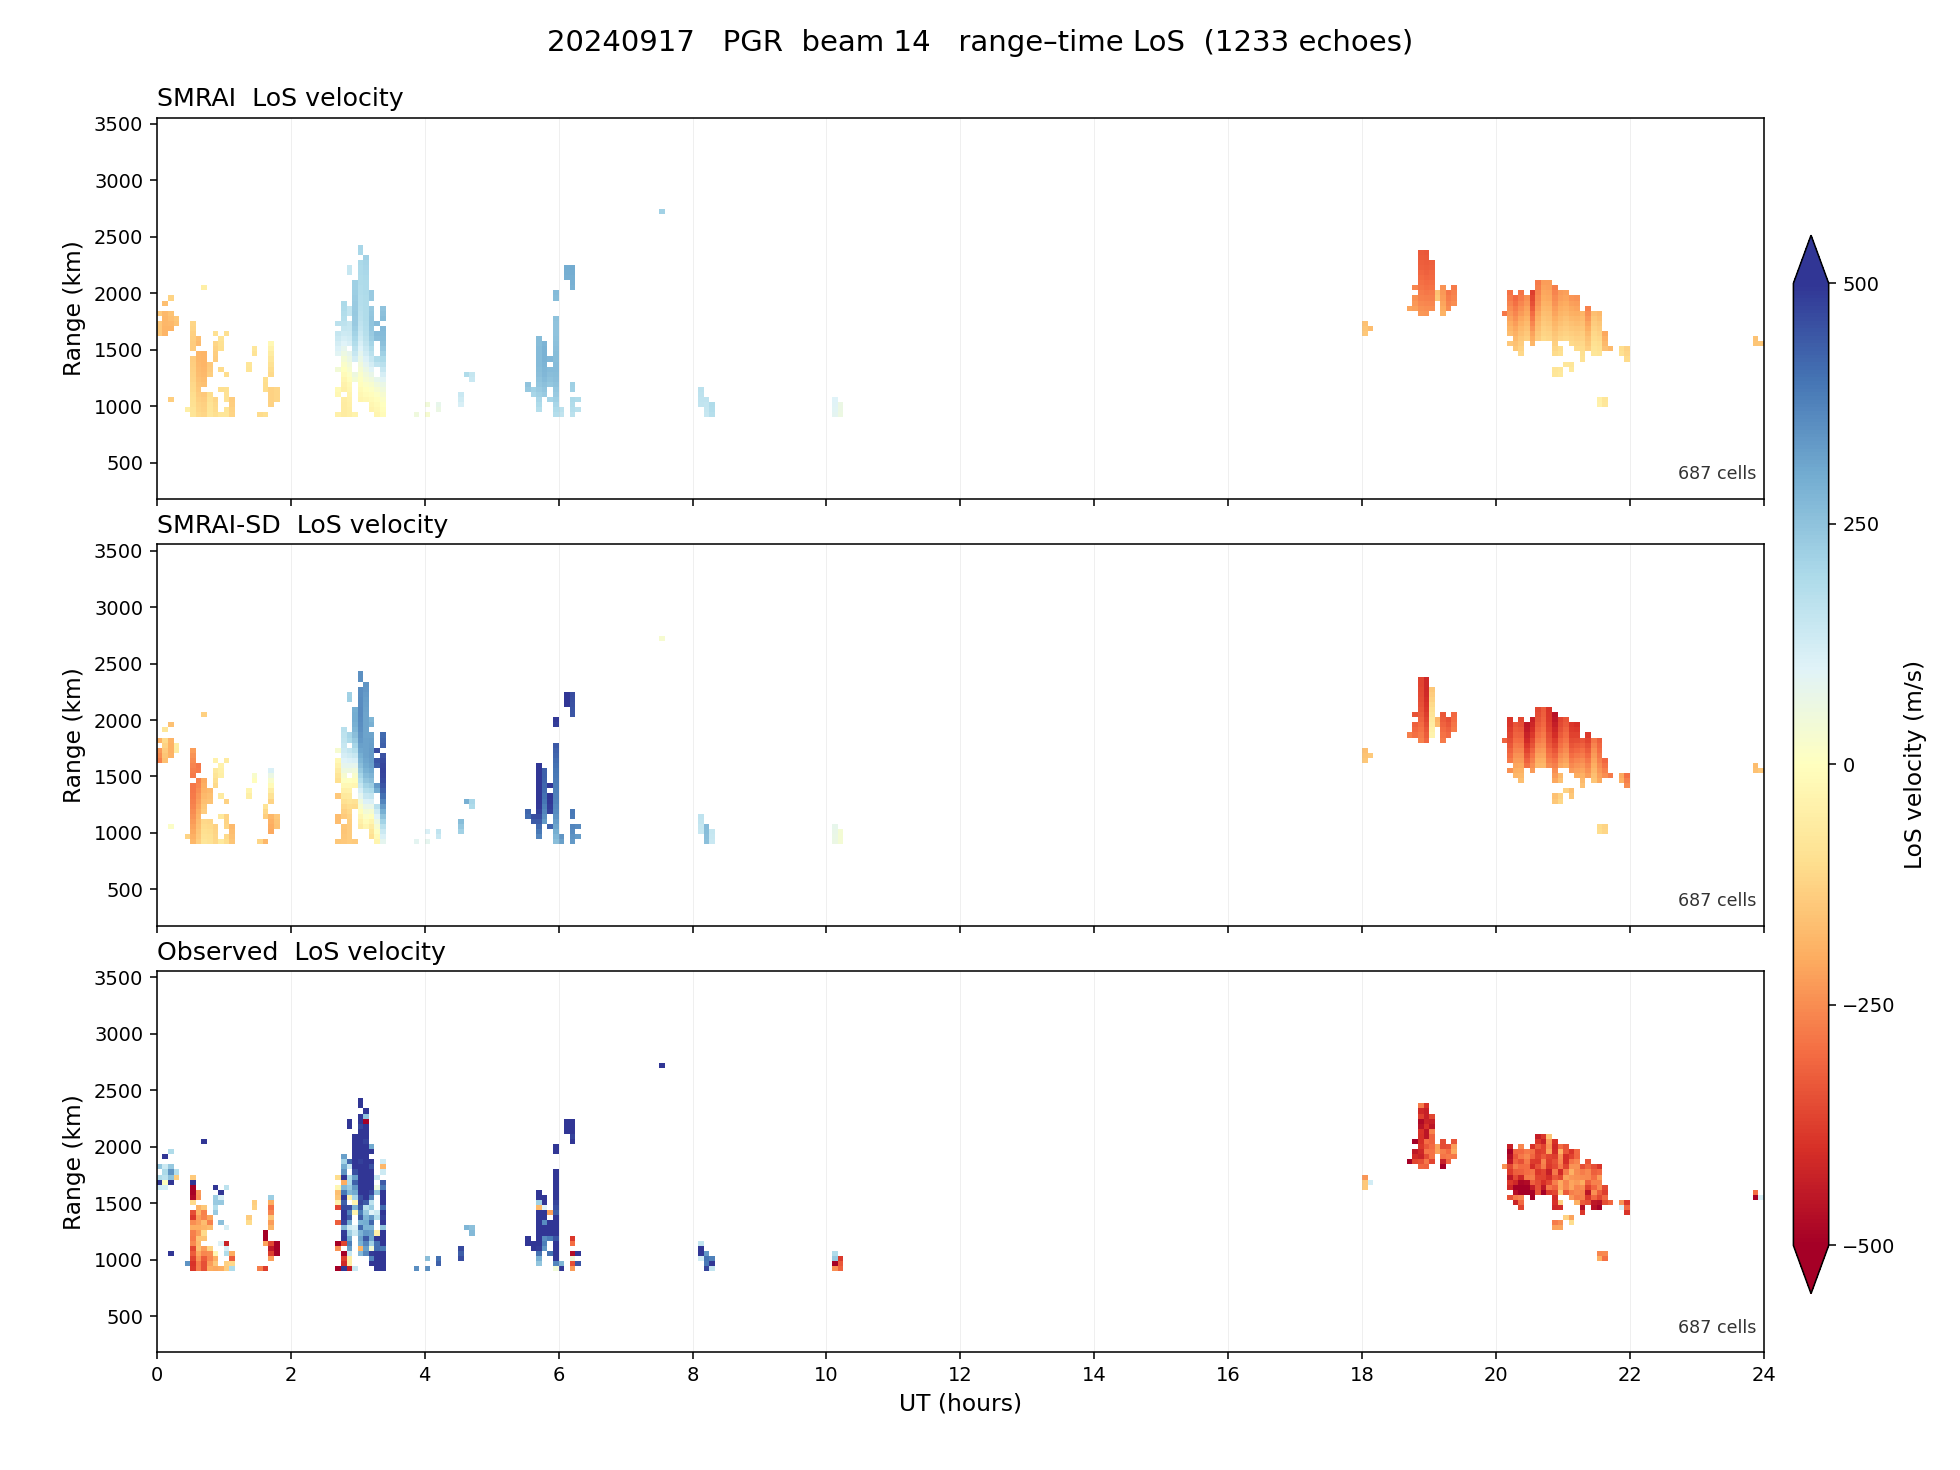 20240917   PGR  beam 14   range–time LoS  (1233 echoes)
SMRAI  LoS velocity
3500
3000
2500
2000
1500
1000
500
Range (km)
687 cells
SMRAI-SD  LoS velocity
3500
3000
2500
2000
1500
1000
500
Range (km)
687 cells
Observed  LoS velocity
3500
3000
2500
2000
1500
1000
500
Range (km)
687 cells
0 2 4 6 8 10 12 14 16 18 20 22 24
UT (hours)
500
250
0
−250
−500
LoS velocity (m/s)